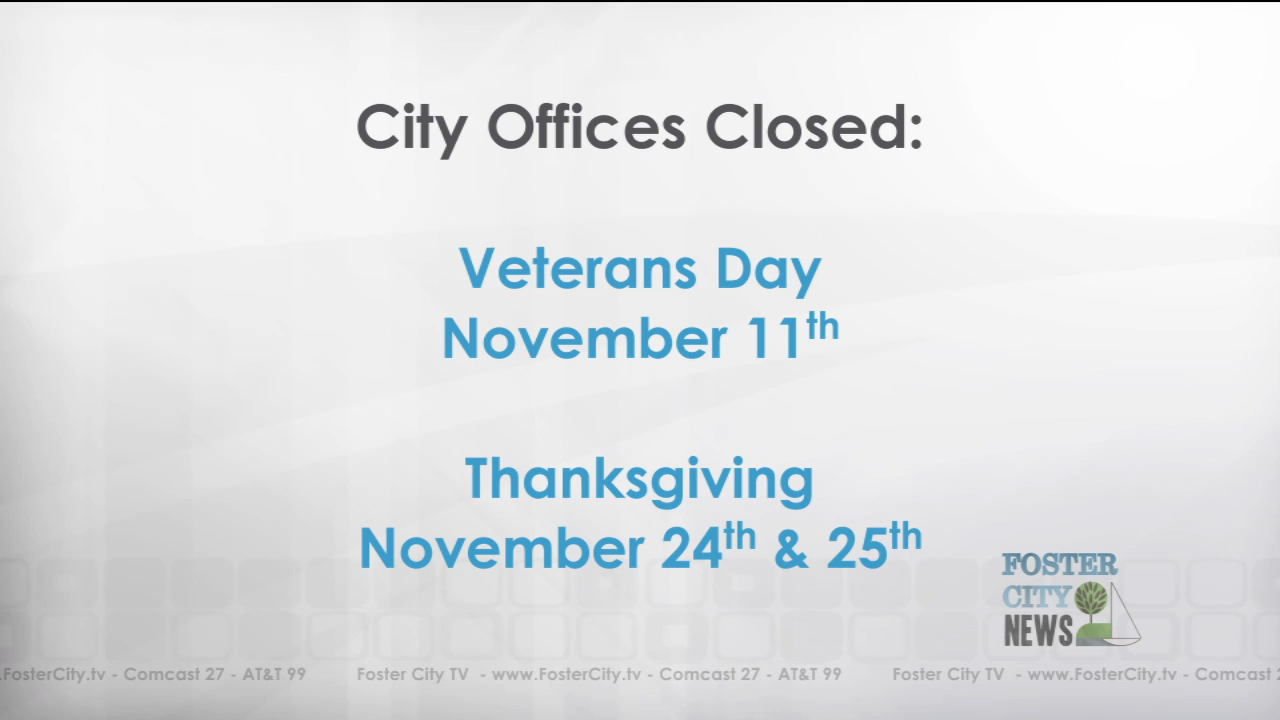 City Offices Closed:
Veterans Day
November 11th
Thanksgiving
November 24th & 25th
FOSTER
CITY
NEWS
.FosterCity.tv - Comcast 27 - AT&T 99 Foster City TV - www.FosterCity.tv - Comcast 27 - AT&T 99 Foster City TV - www.FosterCity.tv - Comcast 2